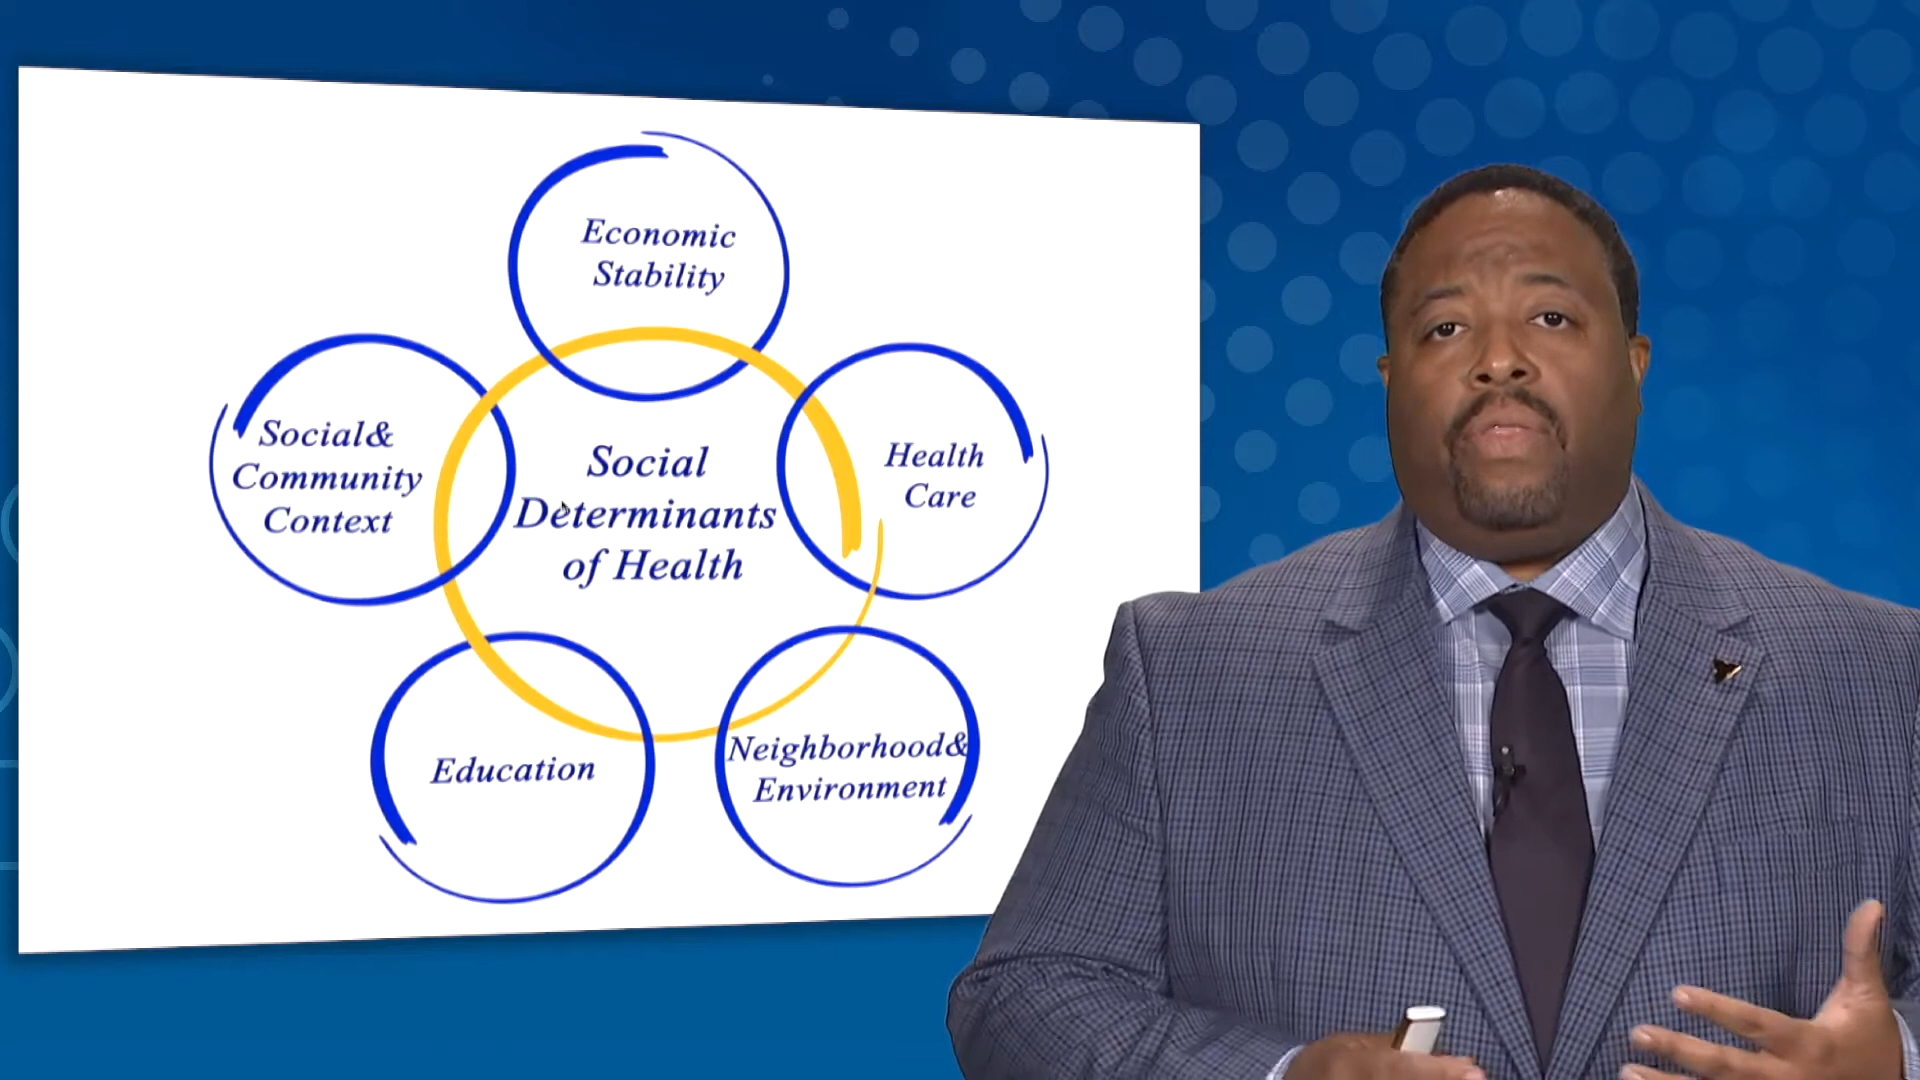 Economic
Stability
Social&
Community
Context
Social
Determinants
of Health
Health
Care
Education
Neighborhood&
Environment